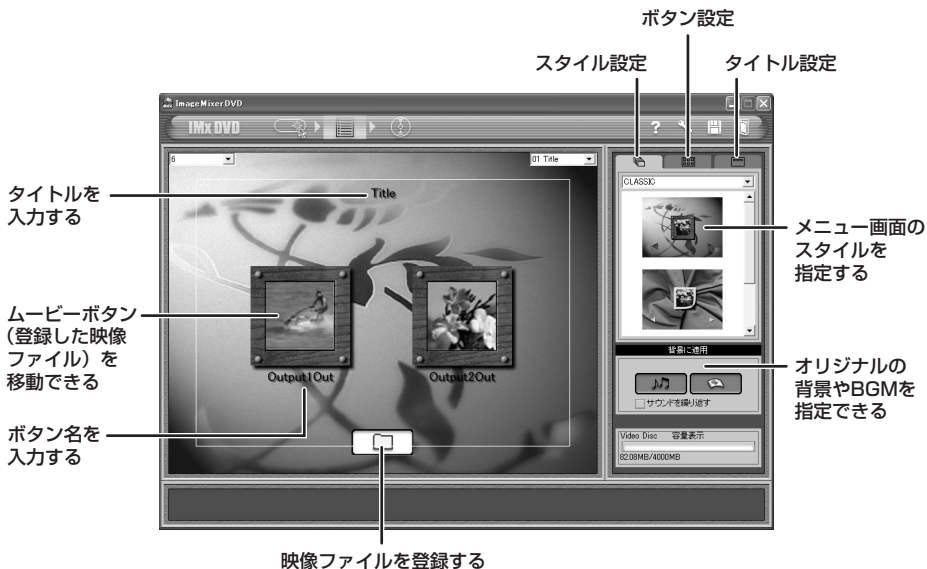 ボタン設定
スタイル設定
タイトル設定
ImageMixer DVD
IMx DVD
?
6
01 Title
CLASSIC
タイトルを
入力する
Title
メニュー画面の
スタイルを
指定する
ムービーボタン
(登録した映像
ファイル)を
移動できる
Output1Out
Output2Out
背景に適用
オリジナルの
背景やBGMを
指定できる
サウンドを繰り返す
ボタン名を
入力する
Video Disc 容量表示
82.08MB/4000MB
映像ファイルを登録する